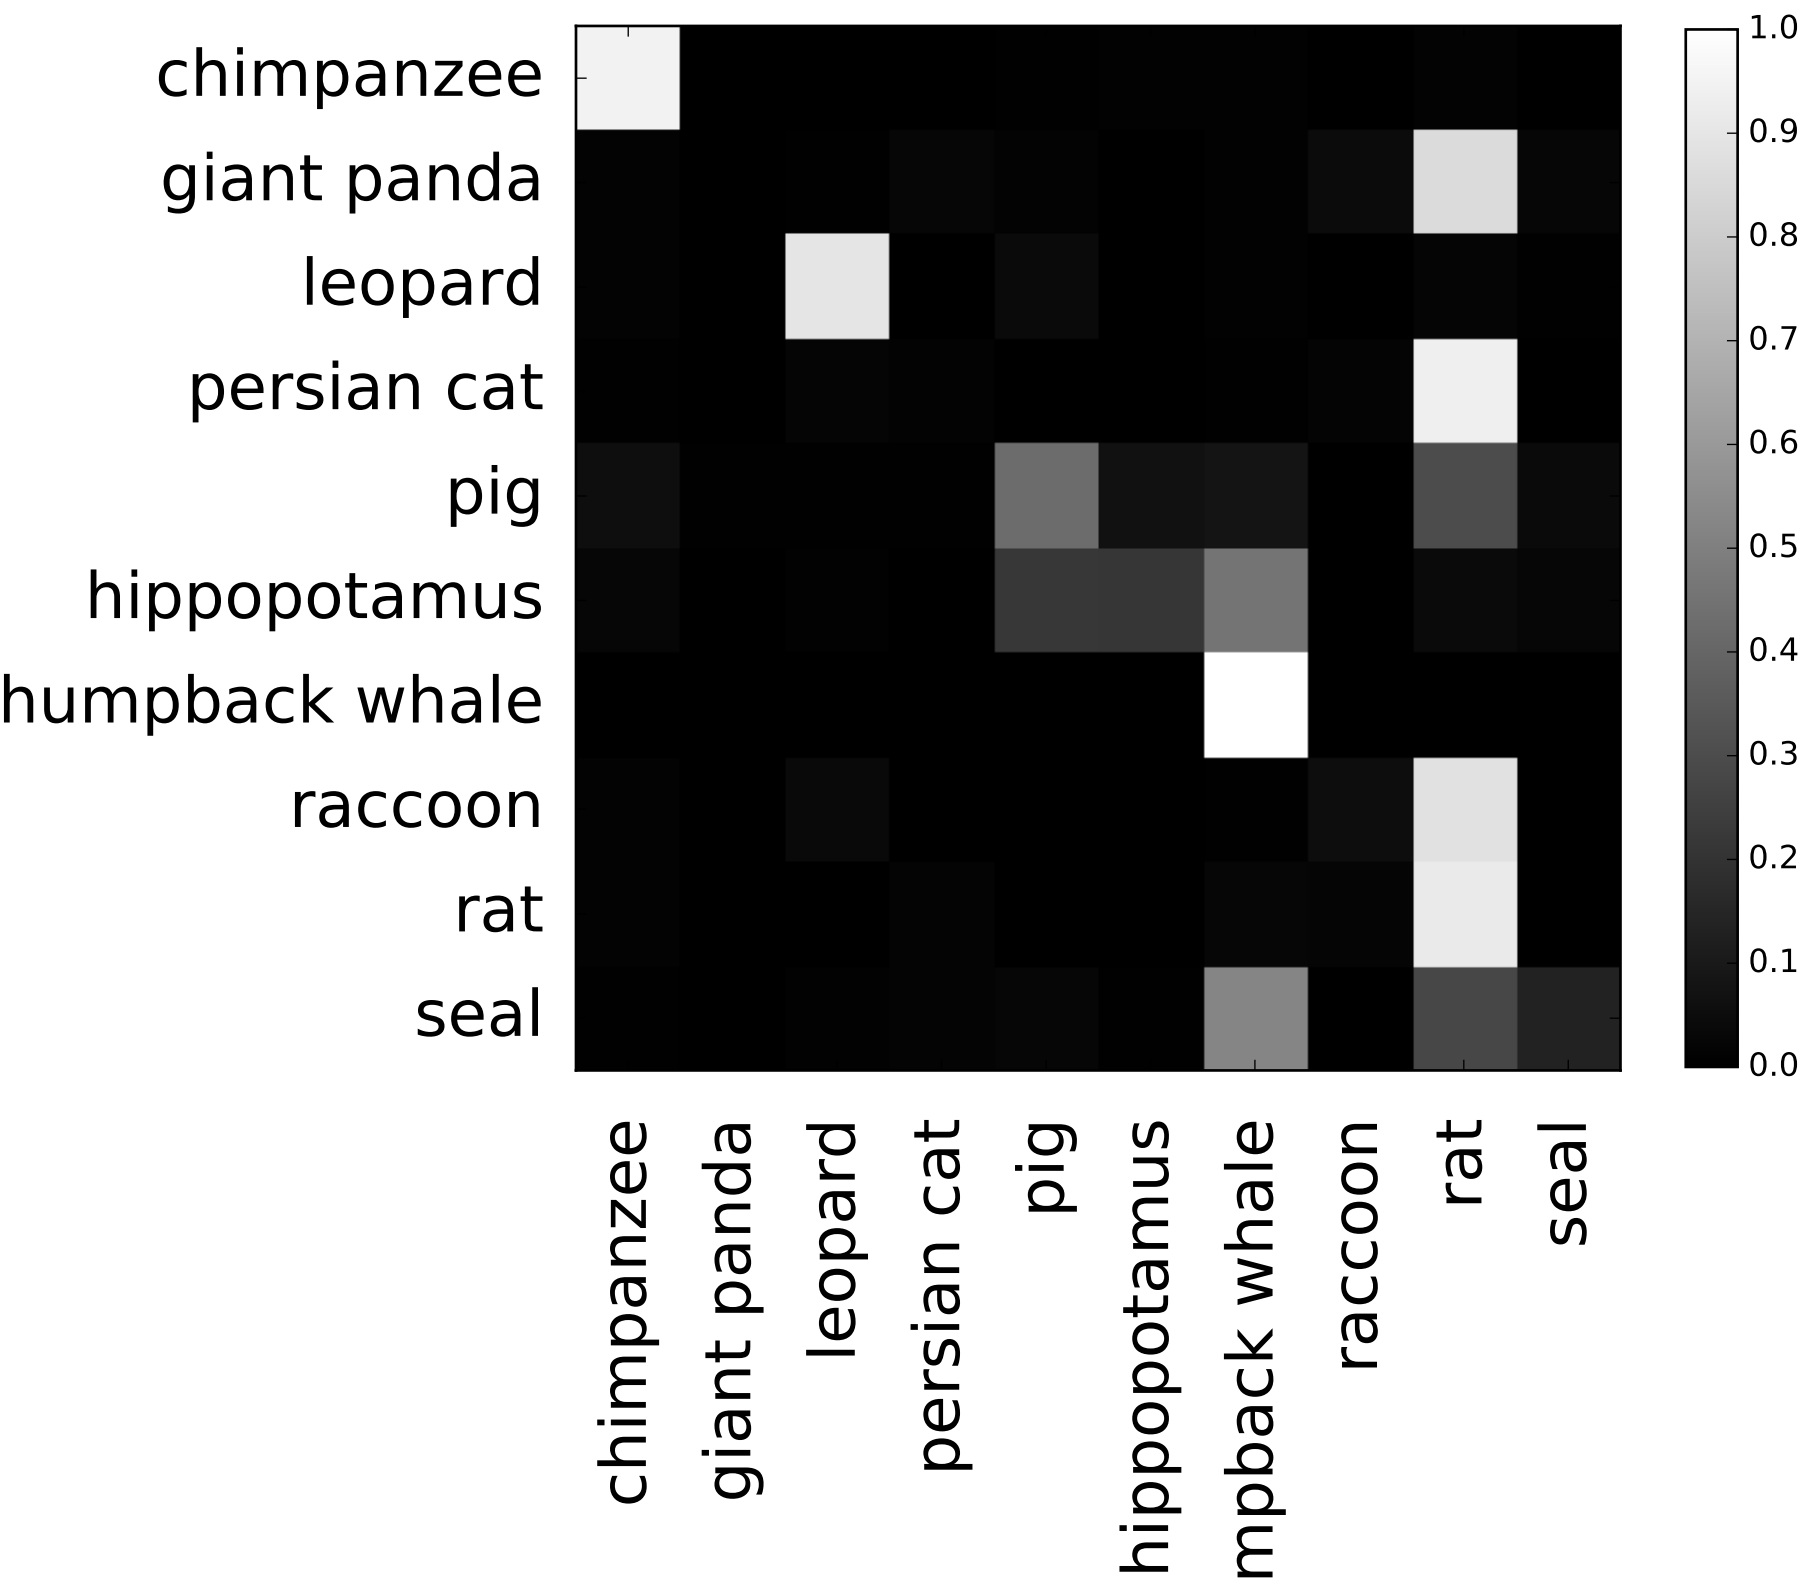 chimpanzee
giant panda
leopard
persian cat
pig
hippopotamus
humpback whale
raccoon
rat
seal
1.0
0.9
0.8
0.7
0.6
0.5
0.4
0.3
0.2
0.1
0.0
chimpanzee
giant panda
leopard
persian cat
pig
hippopotamus
mpback whale
raccoon
rat
seal